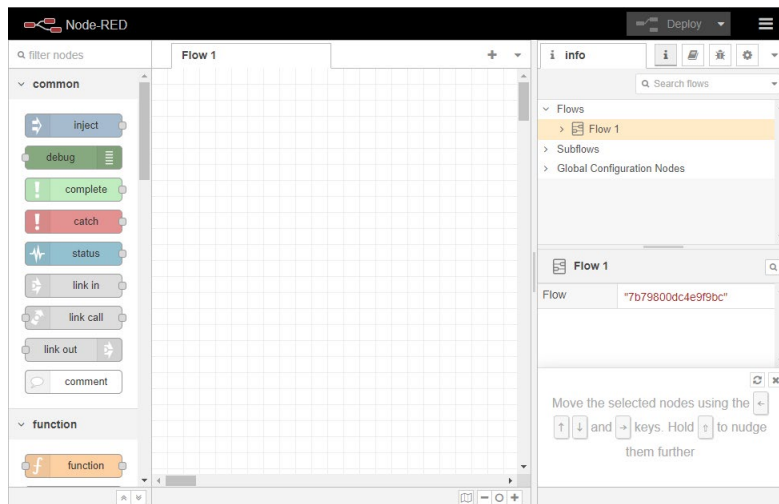 Node-RED
Deploy
filter nodes
Flow 1
i info
i
common
Search flows
Flows
Flow 1
Subflows
Global Configuration Nodes
inject
debug
complete
catch
status
link in
link call
link out
comment
function
function
Flow 1
Flow "7b79800dc4e9f9bc"
Move the selected nodes using the ←
↑ ↓ and → keys. Hold ⇧ to nudge
them further